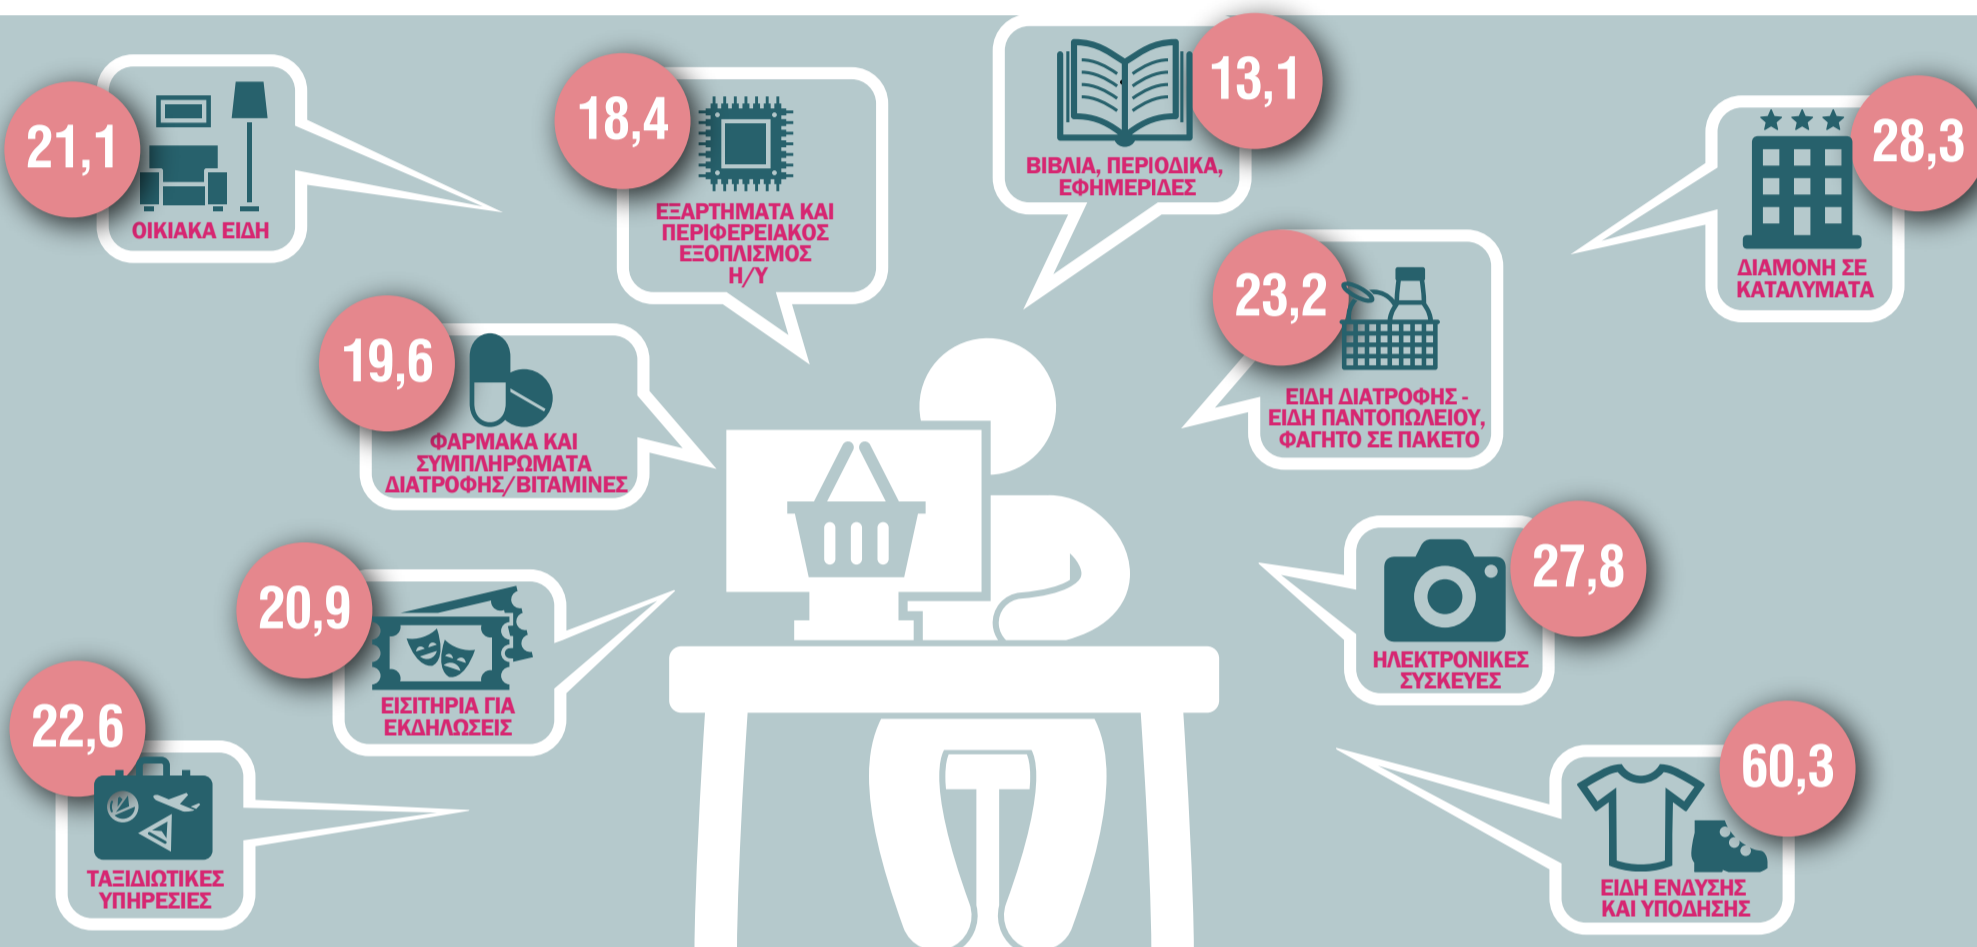 21,1
ΟΙΚΙΑΚΑ ΕΙΔΗ
18,4
ΕΞΑΡΤΗΜΑΤΑ ΚΑΙ
ΠΕΡΙΦΕΡΕΙΑΚΟΣ
ΕΞΟΠΛΙΣΜΟΣ
Η/Υ
13,1
ΒΙΒΛΙΑ, ΠΕΡΙΟΔΙΚΑ,
ΕΦΗΜΕΡΙΔΕΣ
28,3
ΔΙΑΜΟΝΗ ΣΕ
ΚΑΤΑΛΥΜΑΤΑ
19,6
ΦΑΡΜΑΚΑ ΚΑΙ
ΣΥΜΠΛΗΡΩΜΑΤΑ
ΔΙΑΤΡΟΦΗΣ/ΒΙΤΑΜΙΝΕΣ
23,2
ΕΙΔΗ ΔΙΑΤΡΟΦΗΣ -
ΕΙΔΗ ΠΑΝΤΟΠΩΛΕΙΟΥ,
ΦΑΓΗΤΟ ΣΕ ΠΑΚΕΤΟ
20,9
ΕΙΣΙΤΗΡΙΑ ΓΙΑ
ΕΚΔΗΛΩΣΕΙΣ
27,8
ΗΛΕΚΤΡΟΝΙΚΕΣ
ΣΥΣΚΕΥΕΣ
22,6
ΤΑΞΙΔΙΩΤΙΚΕΣ
ΥΠΗΡΕΣΙΕΣ
60,3
ΕΙΔΗ ΕΝΔΥΣΗΣ
ΚΑΙ ΥΠΟΔΗΣΗΣ